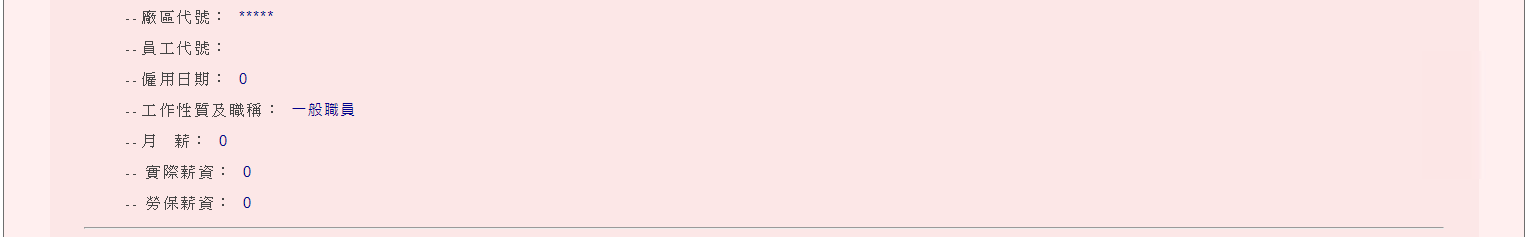 --廠區代號： *****
--員工代號：
--僱用日期： 0
--工作性質及職稱： 一般職員
--月 薪： 0
-- 實際薪資： 0
-- 勞保薪資： 0